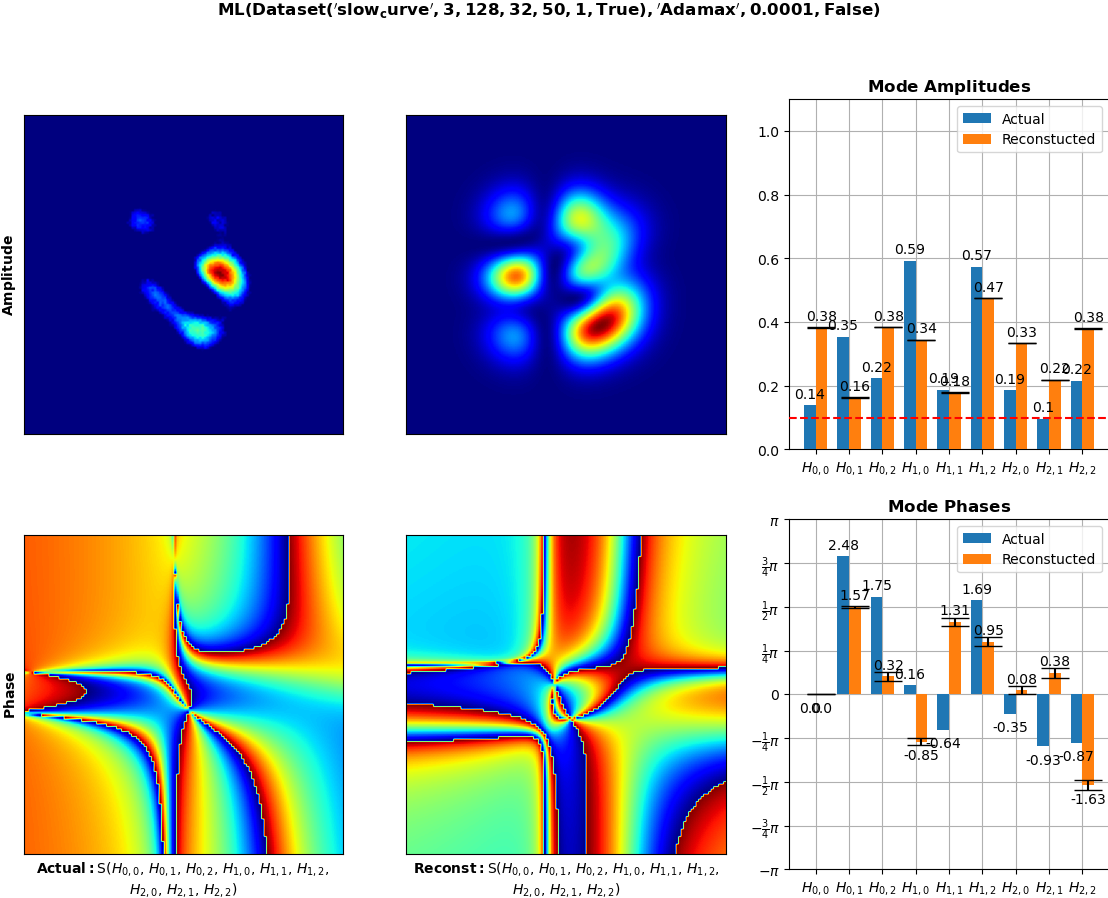 ML(Dataset('slow_curve', 3, 128, 32, 50, 1, True), 'Adamax', 0.0001, False)
Amplitude
Mode Amplitudes
Actual
Reconstucted
1.0
0.8
0.6
0.4
0.2
0.0
0.14
0.38
0.35
0.16
0.22
0.38
0.59
0.34
0.19
0.18
0.57
0.47
0.19
0.33
0.1
0.22
0.22
0.38
H0,0 H0,1 H0,2 H1,0 H1,1 H1,2 H2,0 H2,1 H2,2
Phase
Actual: S(H0,0, H0,1, H0,2, H1,0, H1,1, H1,2,
H2,0, H2,1, H2,2)
Reconst: S(H0,0, H0,1, H0,2, H1,0, H1,1, H1,2,
H2,0, H2,1, H2,2)
Mode Phases
Actual
Reconstucted
π
3/4π
1/2π
1/4π
0
−1/4π
−1/2π
−3/4π
−π
0.0
0.0
2.48
1.57
1.75
0.32
0.16
-0.85
-0.64
1.31
1.69
0.95
-0.35
0.08
-0.93
0.38
-0.87
-1.63
H0,0 H0,1 H0,2 H1,0 H1,1 H1,2 H2,0 H2,1 H2,2